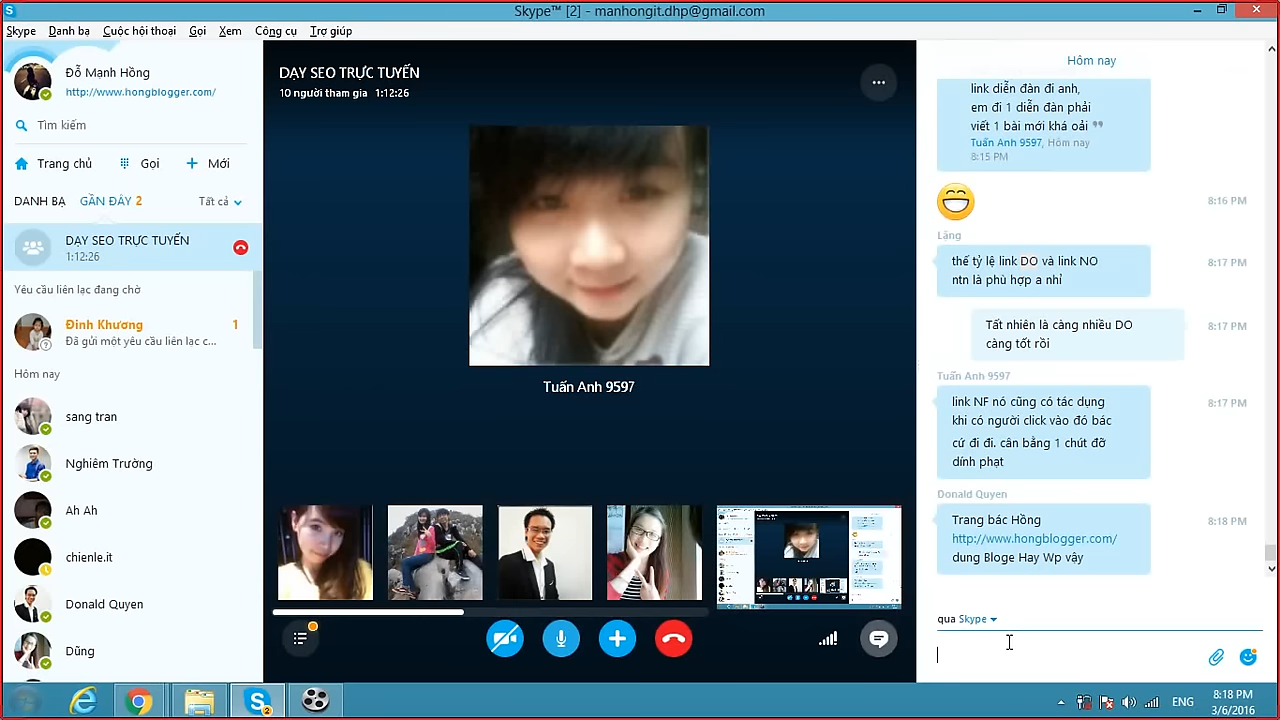 Skype™ [2] - manhongit.dhp@gmail.com
Skype Danh bạ Cuộc hội thoại Gọi Xem Công cụ Trợ giúp
Đỗ Mạnh Hồng
http://www.hongblogger.com/
Tìm kiếm
Trang chủ Gọi Mới
DANH BẠ GẦN ĐÂY 2 Tất cả
DẠY SEO TRỰC TUYẾN
1:12:26
Yêu cầu liên lạc đang chờ
Đinh Khương 1
Đã gửi một yêu cầu liên lạc c...
Hôm nay
sang tran
Nghiêm Trường
Ah Ah
chienle.it
Donald Quyen
Dũng
DẠY SEO TRỰC TUYẾN
10 người tham gia 1:12:26
Tuấn Anh 9597
Hôm nay
link diễn đàn đi anh,
em đi 1 diễn đàn phải
viết 1 bài mới khá oải
Tuấn Anh 9597, Hôm nay
8:15 PM
8:16 PM
Lăng
thế tỷ lệ link DO và link NO
ntn là phù hợp a nhỉ
8:17 PM
Tất nhiên là càng nhiều DO
càng tốt rồi
8:17 PM
Tuấn Anh 9597
link NF nó cũng có tác dụng
khi có người click vào đó bác
cứ đi đi. cân bằng 1 chút đỡ
dính phạt
8:17 PM
Donald Quyen
Trang bác Hồng
http://www.hongblogger.com/
dung Bloge Hay Wp vậy
8:18 PM
qua Skype
2
ENG
8:18 PM
3/6/2016